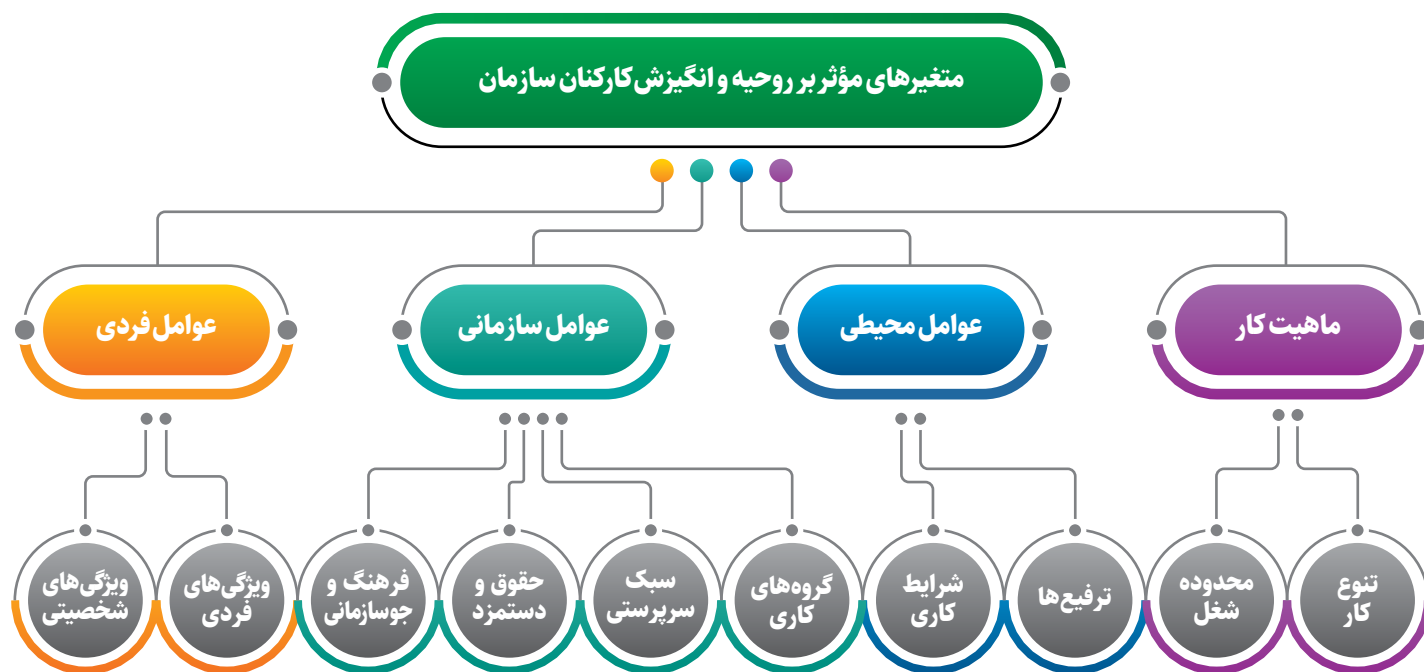 متغیرهای مؤثر بر روحیه و انگیزش کارکنان سازمان
ماهیت کار
عوامل محیطی
عوامل سازمانی
عوامل فردی
تنوع
کار
محدوده
شغل
ترفیع‌ها
شرایط
کاری
گروه‌های
کاری
سبک
سرپرستی
حقوق و
دستمزد
فرهنگ و
جوسازمانی
ویژگی‌های
فردی
ویژگی‌های
شخصیتی